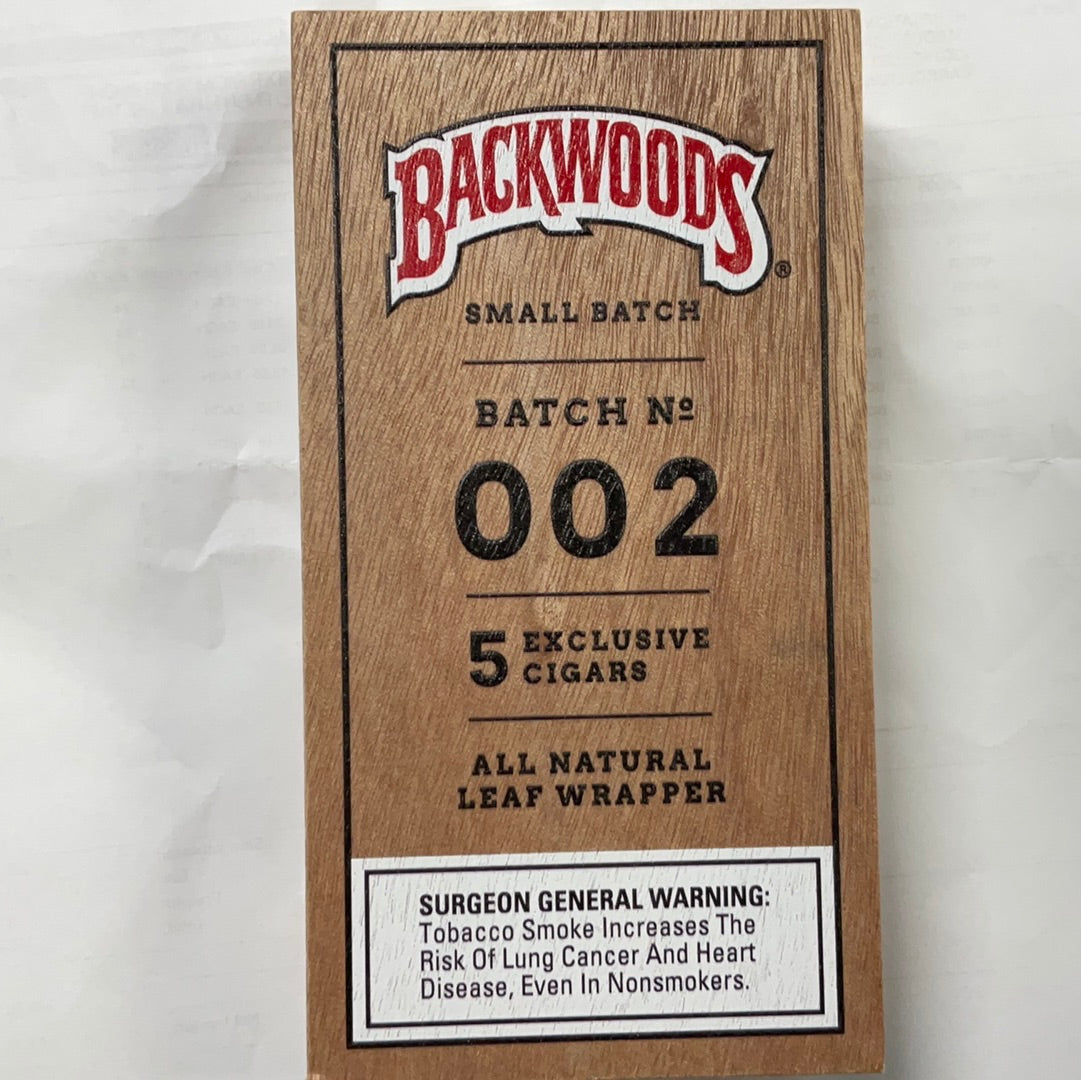 BACKWOODS®
SMALL BATCH
BATCH Nº
002
5 EXCLUSIVE
CIGARS
ALL NATURAL
LEAF WRAPPER
SURGEON GENERAL WARNING:
Tobacco Smoke Increases The
Risk Of Lung Cancer And Heart
Disease, Even In Nonsmokers.